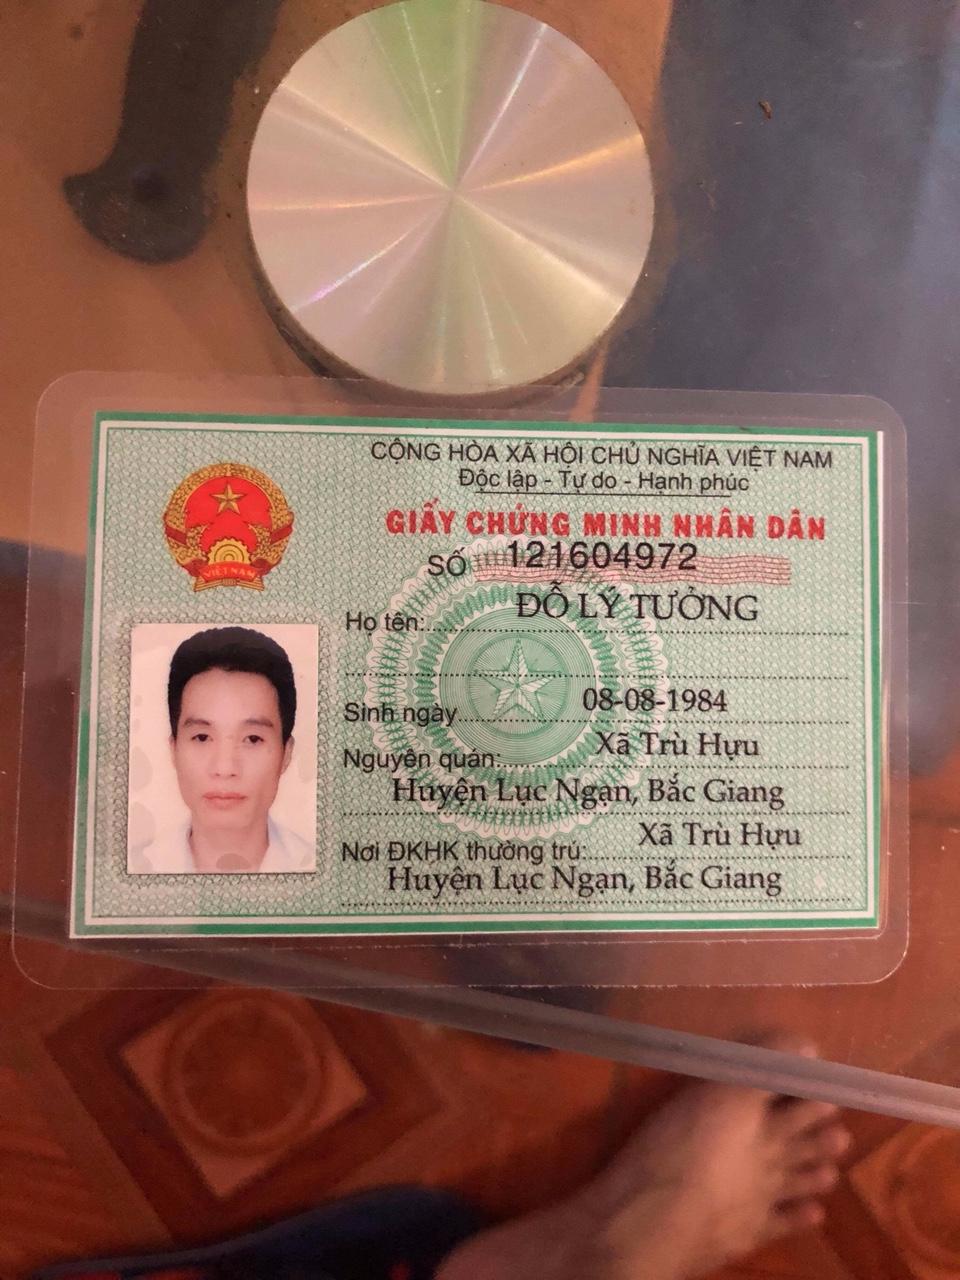 CỘNG HÒA XÃ HỘI CHỦ NGHĨA VIỆT NAM
Độc lập - Tự do - Hạnh phúc
GIẤY CHỨNG MINH NHÂN DÂN
SỐ 121604972
VIỆT NAM
Họ tên: ĐỖ LÝ TƯỞNG
Sinh ngày 08-08-1984
Nguyên quán: Xã Trù Hựu
Huyện Lục Ngạn, Bắc Giang
Nơi ĐKHK thường trú: Xã Trù Hựu
Huyện Lục Ngạn, Bắc Giang